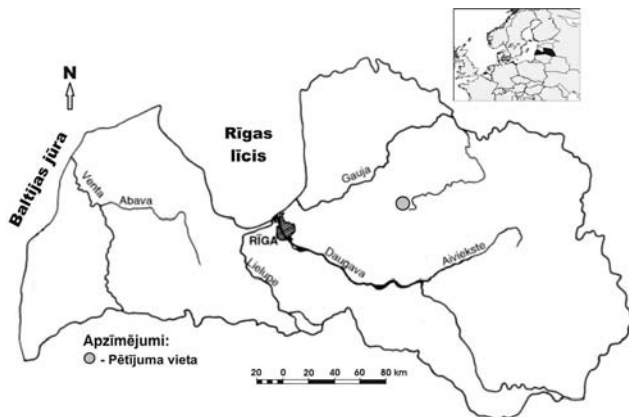 N
Baltijas jūra
Rīgas
līcis
Venta
Abava
Gauja
RĪGA
Lielupe
Daugava
Aiviekste
Apzīmējumi:
- Pētījuma vieta
20 0 20 40 60 80 km